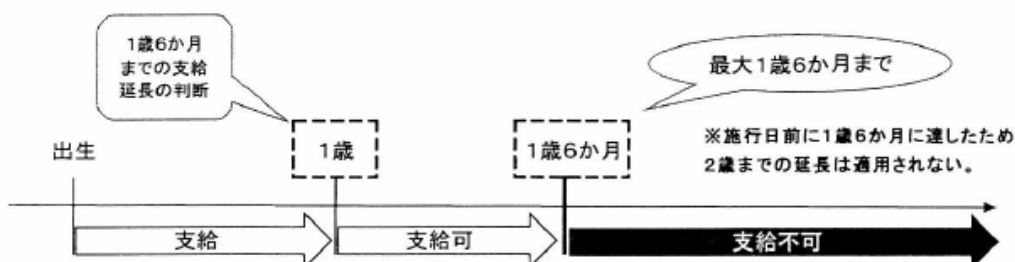 1歳6か月
までの支給
延長の判断
最大1歳6か月まで
出生
1歳
1歳6か月
※施行日前に1歳6か月に達したため
2歳までの延長は適用されない。
支給
支給可
支給不可